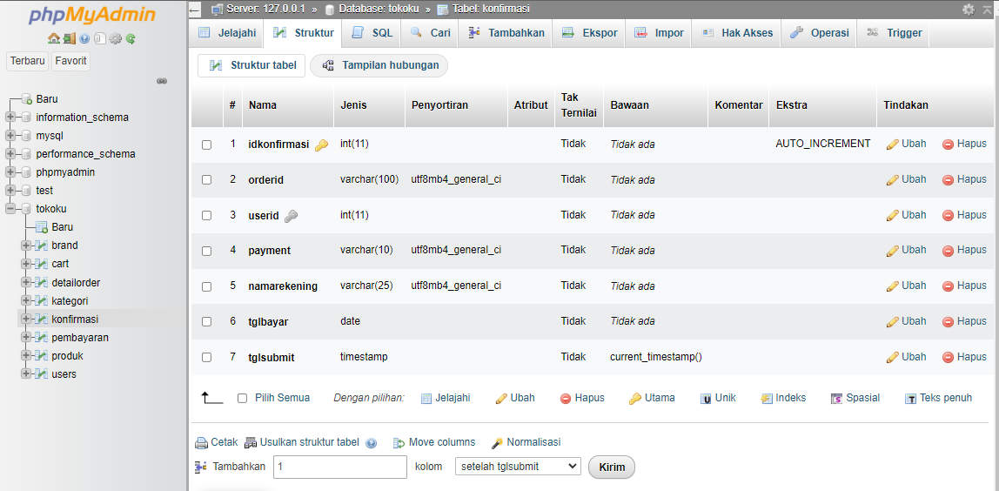 phpMyAdmin
Terbaru Favorit
Baru
information_schema
mysql
performance_schema
phpmyadmin
test
tokoku
Baru
brand
cart
detailorder
kategori
konfirmasi
pembayaran
produk
users
Server: 127.0.0.1 » Database: tokoku » Tabel: konfirmasi
Jelajahi Struktur SQL Cari Tambahkan Ekspor Impor Hak Akses Operasi Trigger
Struktur tabel Tampilan hubungan
# Nama Jenis Penyortiran Atribut Tak Ternilai Bawaan Komentar Ekstra Tindakan
1 idkonfirmasi int(11) Tidak Tidak ada AUTO_INCREMENT Ubah Hapus
2 orderid varchar(100) utf8mb4_general_ci Tidak Tidak ada Ubah Hapus
3 userid int(11) Tidak Tidak ada Ubah Hapus
4 payment varchar(10) utf8mb4_general_ci Tidak Tidak ada Ubah Hapus
5 namarekening varchar(25) utf8mb4_general_ci Tidak Tidak ada Ubah Hapus
6 tglbayar date Tidak Tidak ada Ubah Hapus
7 tglsubmit timestamp Tidak current_timestamp() Ubah Hapus
Pilih Semua Dengan pilihan: Jelajahi Ubah Hapus Utama Unik Indeks Spasial Teks penuh
Cetak Usulkan struktur tabel Move columns Normalisasi
Tambahkan 1 kolom setelah tglsubmit Kirim